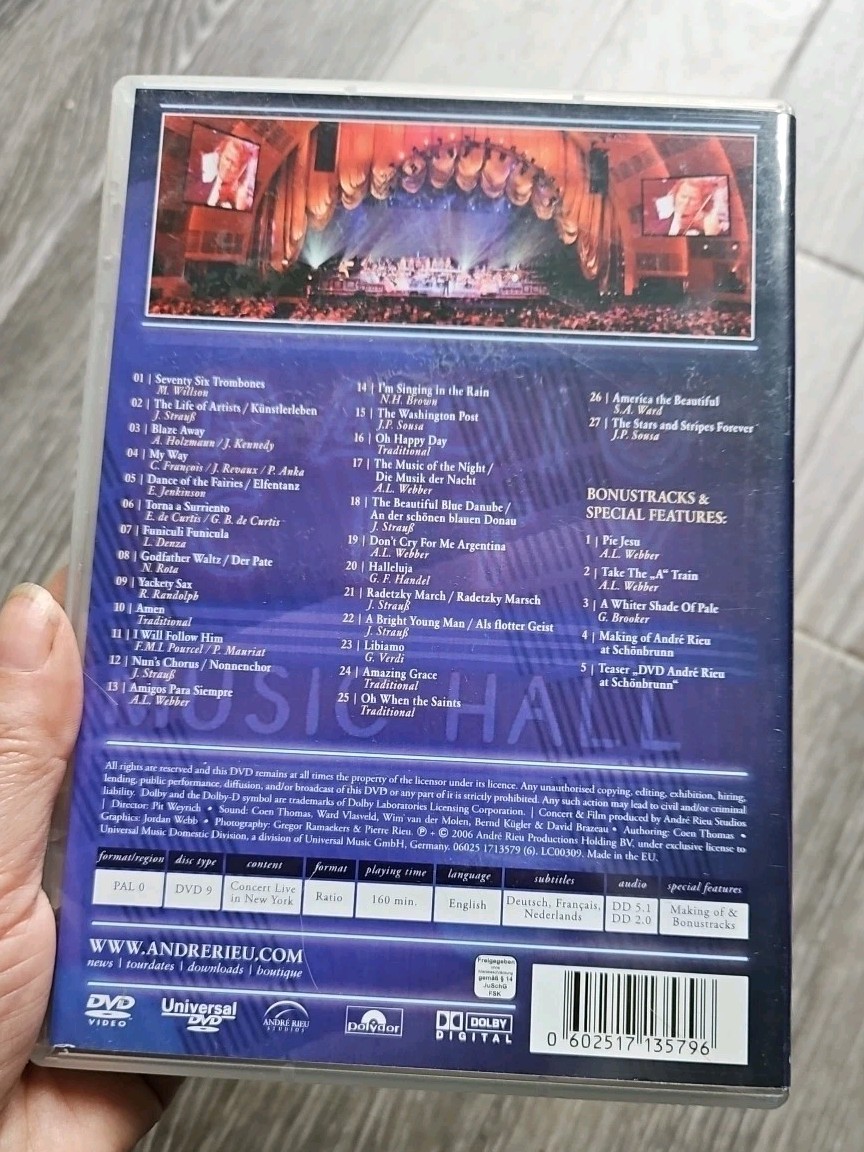 01 | Seventy Six Trombones
M. Willson
02 | The Life of Artists / Künstlerleben
J. Strauß
03 | Blaze Away
A. Holzmann / J. Kennedy
04 | My Way
C. François / J. Revaux / P. Anka
05 | Dance of the Fairies / Elfentanz
E. Jenkinson
06 | Torna a Surriento
E. de Curtis / G. B. de Curtis
07 | Funiculi Funicula
L. Denza
08 | Godfather Waltz / Der Pate
N. Rota
09 | Yackety Sax
R. Randolph
10 | Amen
Traditional
11 | I Will Follow Him
F.M.I. Pourcel / P. Mauriat
12 | Nun's Chorus / Nonnenchor
J. Strauß
13 | Amigos Para Siempre
A.L. Webber
14 | I'm Singing in the Rain
N.H. Brown
15 | The Washington Post
J.P. Sousa
16 | Oh Happy Day
Traditional
17 | The Music of the Night /
Die Musik der Nacht
A.L. Webber
18 | The Beautiful Blue Danube /
An der schönen blauen Donau
J. Strauß
19 | Don't Cry For Me Argentina
A.L. Webber
20 | Halleluja
G. F. Handel
21 | Radetzky March / Radetzky Marsch
J. Strauß
22 | A Bright Young Man / Als flotter Geist
J. Strauß
23 | Libiamo
G. Verdi
24 | Amazing Grace
Traditional
25 | Oh When the Saints
Traditional
26 | America the Beautiful
S.A. Ward
27 | The Stars and Stripes Forever
J.P. Sousa
BONUSTRACKS &
SPECIAL FEATURES:
1 | Pie Jesu
A.L. Webber
2 | Take The „A“ Train
A.L. Webber
3 | A Whiter Shade Of Pale
G. Brooker
4 | Making of André Rieu
at Schönbrunn
5 | Teaser „DVD André Rieu
at Schönbrunn“
MUSIC HALL
All rights are reserved and this DVD remains at all times the property of the licensor under its licence. Any unauthorised copying, editing, exhibition, hiring,
lending, public performance, diffusion, and/or broadcast of this DVD or any part of it is strictly prohibited. Any such action may lead to civil and/or criminal
liability. Dolby and the Dolby-D symbol are trademarks of Dolby Laboratories Licensing Corporation. | Concert & Film produced by André Rieu Studios
| Director: Pit Weyrich • Sound: Coen Thomas, Ward Vlasveld, Wim van der Molen, Bernd Kügler & David Brazeau • Authoring: Coen Thomas •
Graphics: Jordan Webb • Photography: Gregor Ramaekers & Pierre Rieu. ℗ + © 2006 André Rieu Productions Holding BV, under exclusive license to
Universal Music Domestic Division, a division of Universal Music GmbH, Germany. 06025 1713579 (6). LC00309. Made in the EU.
format/region disc type content format playing time language subtitles audio special features
PAL 0 DVD 9 Concert Live Ratio 160 min. English Deutsch, Français, DD 5.1 Making of &
in New York Nederlands DD 2.0 Bonustracks
WWW.ANDRERIEU.COM
news | tourdates | downloads | boutique
Freigegeben
gemäß § 14
JuSchG
FSK
DVD
VIDEO
Universal
DVD
ANDRÉ RIEU
STUDIOS
polydor
DOLBY
DIGITAL
0 602517 135796